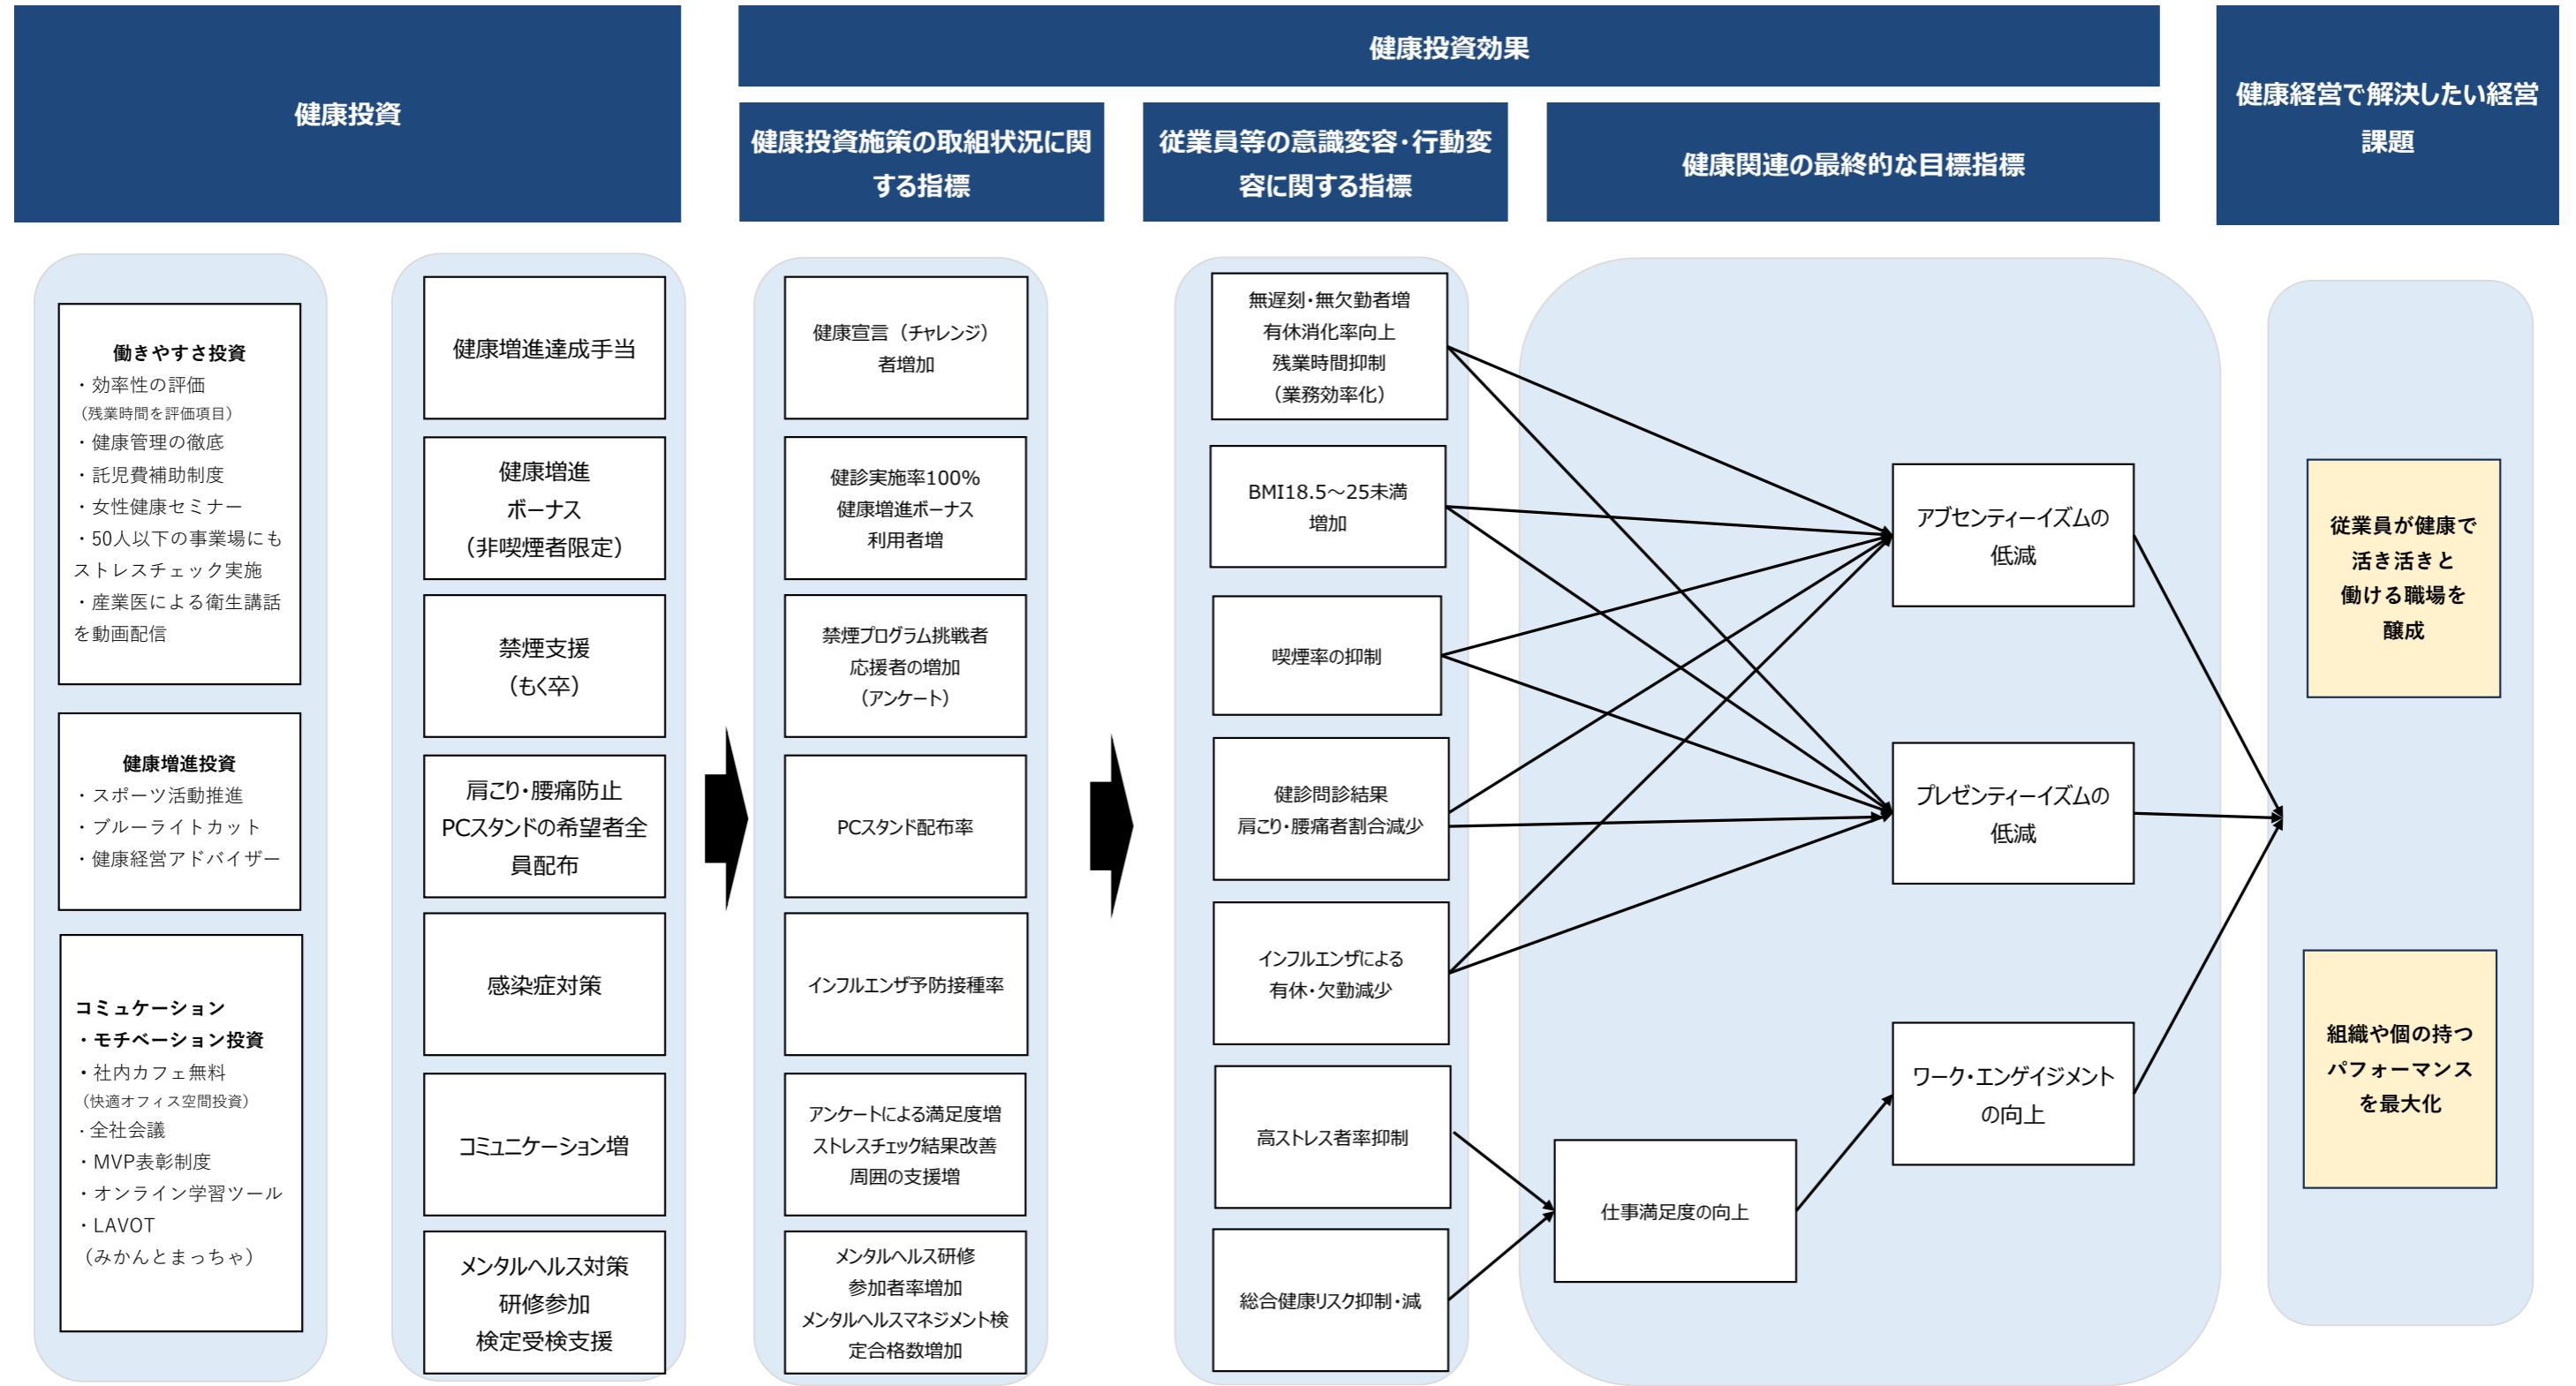 健康投資
健康投資効果
健康経営で解決したい経営
課題
健康投資施策の取組状況に関
する指標
従業員等の意識変容・行動変
容に関する指標
健康関連の最終的な目標指標
働きやすさ投資
・効率性の評価
（残業時間を評価項目）
・健康管理の徹底
・託児費補助制度
・女性健康セミナー
・50人以下の事業場にも
ストレスチェック実施
・産業医による衛生講話
を動画配信
健康増進投資
・スポーツ活動推進
・ブルーライトカット
・健康経営アドバイザー
コミュケーション
・モチベーション投資
・社内カフェ無料
（快適オフィス空間投資）
・全社会議
・MVP表彰制度
・オンライン学習ツール
・LAVOT
（みかんとまっちゃ）
健康増進達成手当
健康増進
ボーナス
（非喫煙者限定）
禁煙支援
（もく卒）
肩こり・腰痛防止
PCスタンドの希望者全
員配布
感染症対策
コミュニケーション増
メンタルヘルス対策
研修参加
検定受検支援
健康宣言（チャレンジ）
者増加
健診実施率100%
健康増進ボーナス
利用者増
禁煙プログラム挑戦者
応援者の増加
（アンケート）
PCスタンド配布率
インフルエンザ予防接種率
アンケートによる満足度増
ストレスチェック結果改善
周囲の支援増
メンタルヘルス研修
参加者率増加
メンタルヘルスマネジメント検
定合格数増加
無遅刻・無欠勤者増
有休消化率向上
残業時間抑制
（業務効率化）
BMI18.5～25未満
増加
喫煙率の抑制
健診問診結果
肩こり・腰痛者割合減少
インフルエンザによる
有休・欠勤減少
高ストレス者率抑制
総合健康リスク抑制・減
仕事満足度の向上
アブセンティーイズムの
低減
プレゼンティーイズムの
低減
ワーク・エンゲイジメント
の向上
従業員が健康で
活き活きと
働ける職場を
醸成
組織や個の持つ
パフォーマンス
を最大化